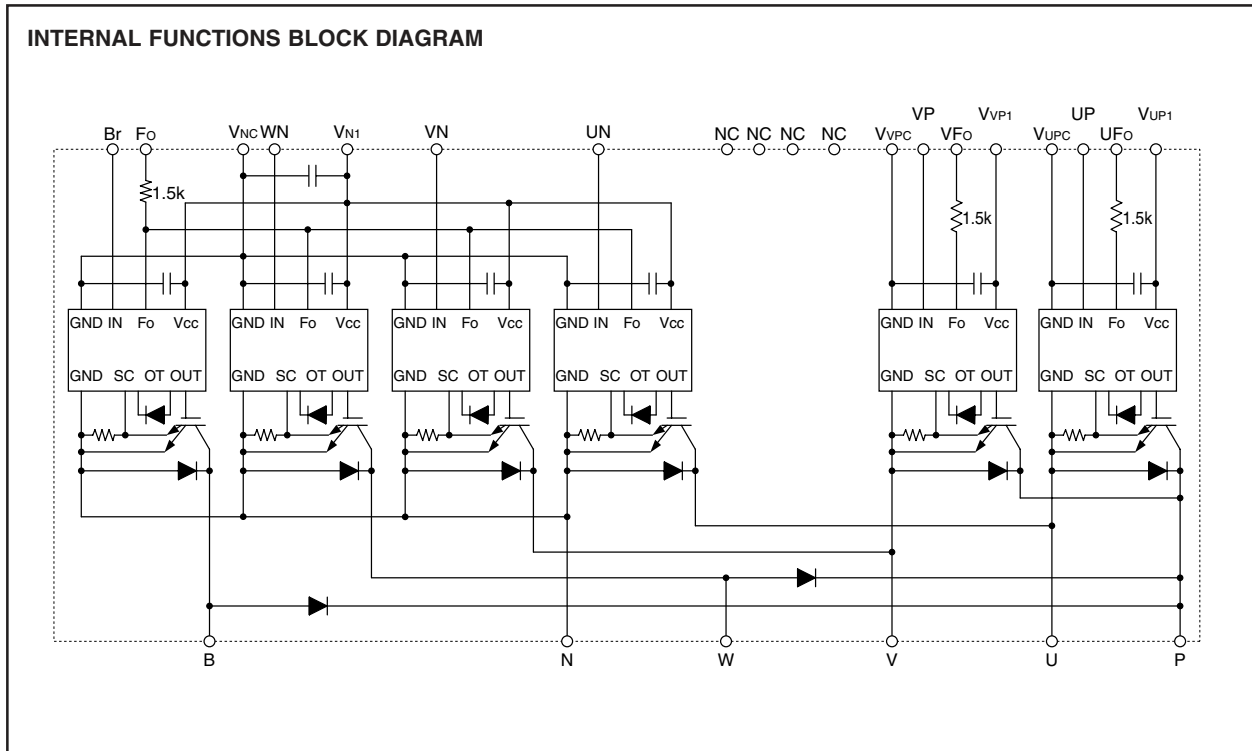 INTERNAL FUNCTIONS BLOCK DIAGRAM
Br FO VNC WN VN1 VN UN NC NC NC NC VVPC VP VFO VVP1 VUPC UP UFO VUP1
1.5k 1.5k 1.5k
GND IN Fo Vcc GND IN Fo Vcc GND IN Fo Vcc GND IN Fo Vcc GND IN Fo Vcc GND IN Fo Vcc
GND SC OT OUT GND SC OT OUT GND SC OT OUT GND SC OT OUT GND SC OT OUT GND SC OT OUT
B N W V U P